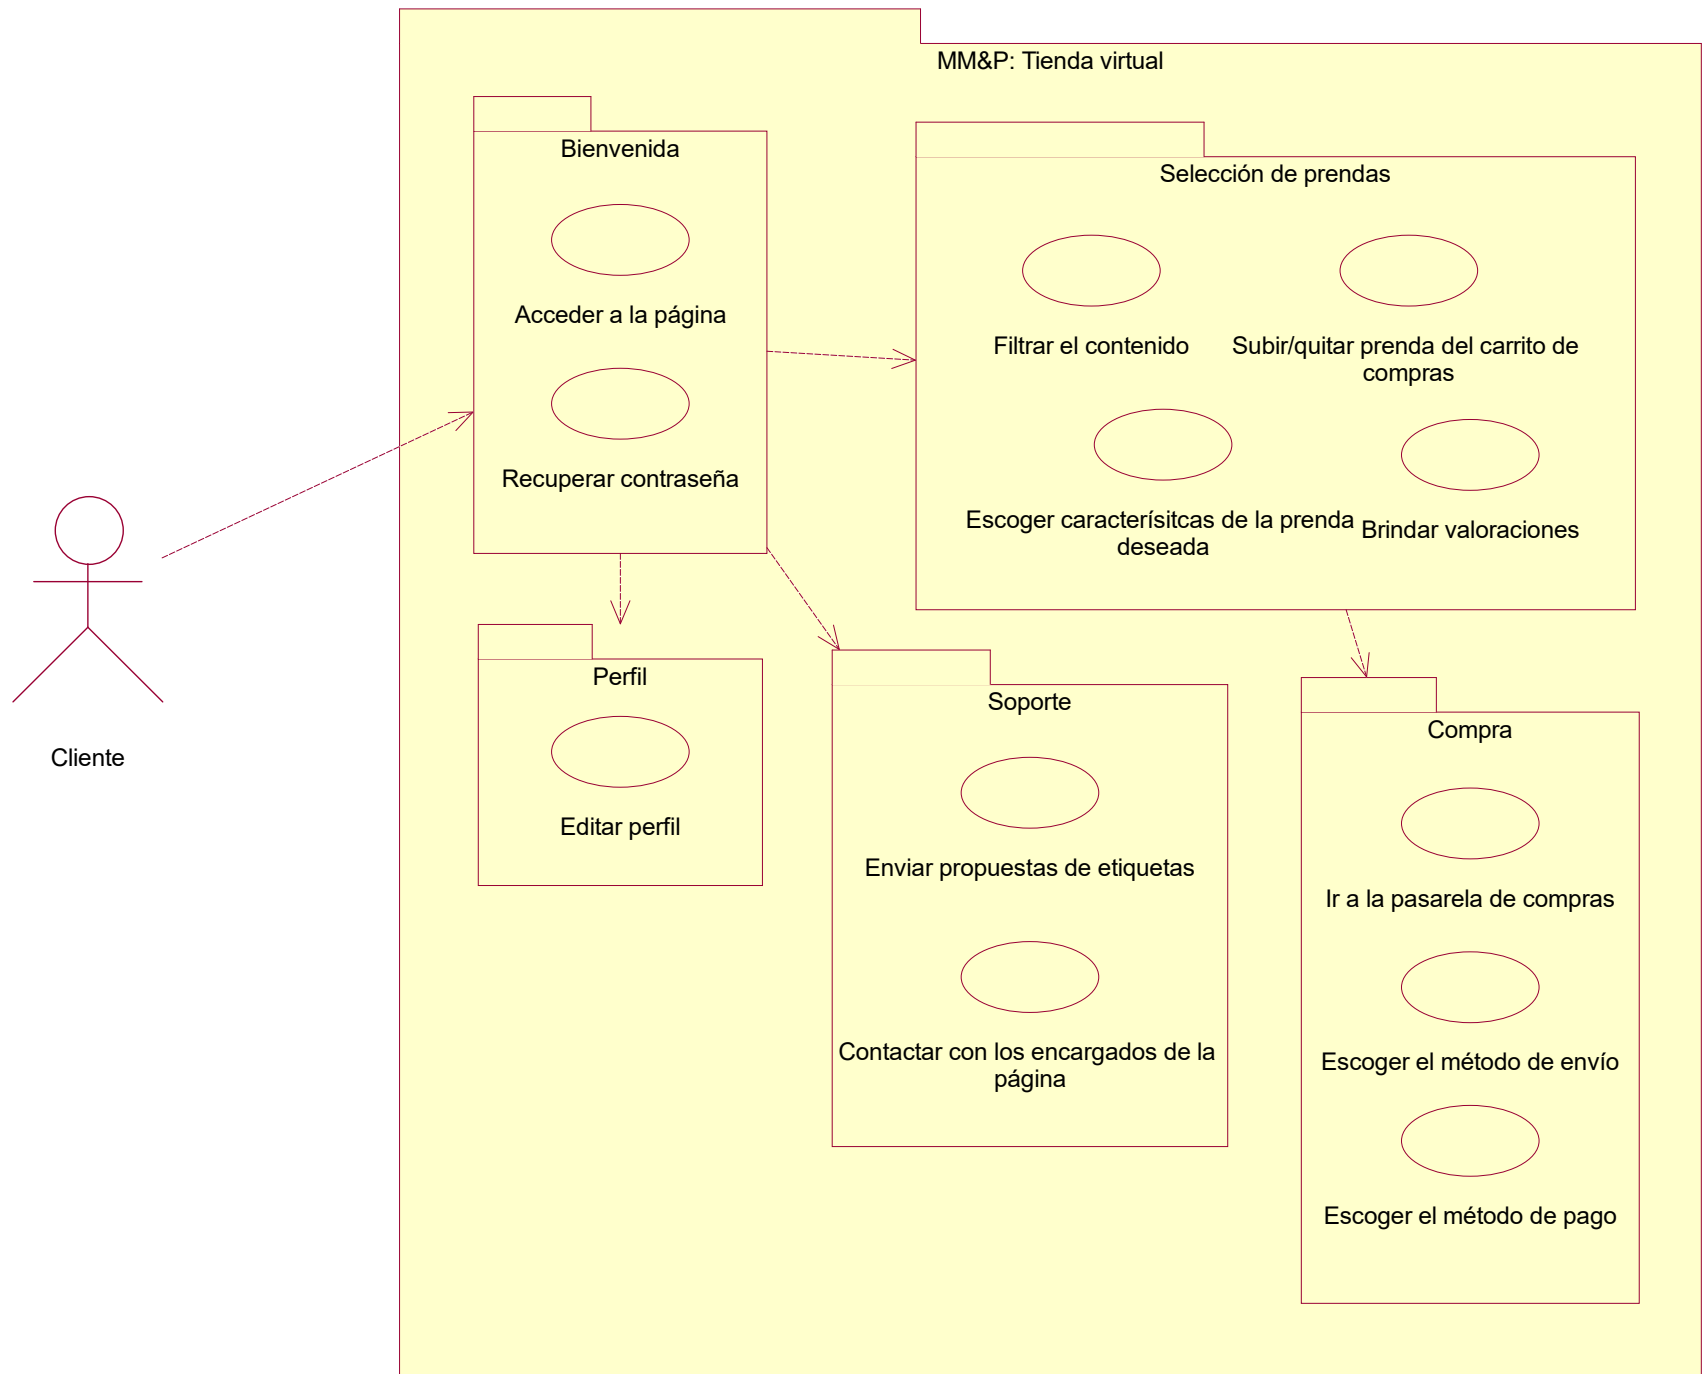 MM&P: Tienda virtual
Bienvenida
Acceder a la página
Recuperar contraseña
Selección de prendas
Filtrar el contenido
Subir/quitar prenda del carrito de
compras
Escoger caracterísitcas de la prenda
deseada
Brindar valoraciones
Cliente
Perfil
Editar perfil
Soporte
Enviar propuestas de etiquetas
Contactar con los encargados de la
página
Compra
Ir a la pasarela de compras
Escoger el método de envío
Escoger el método de pago